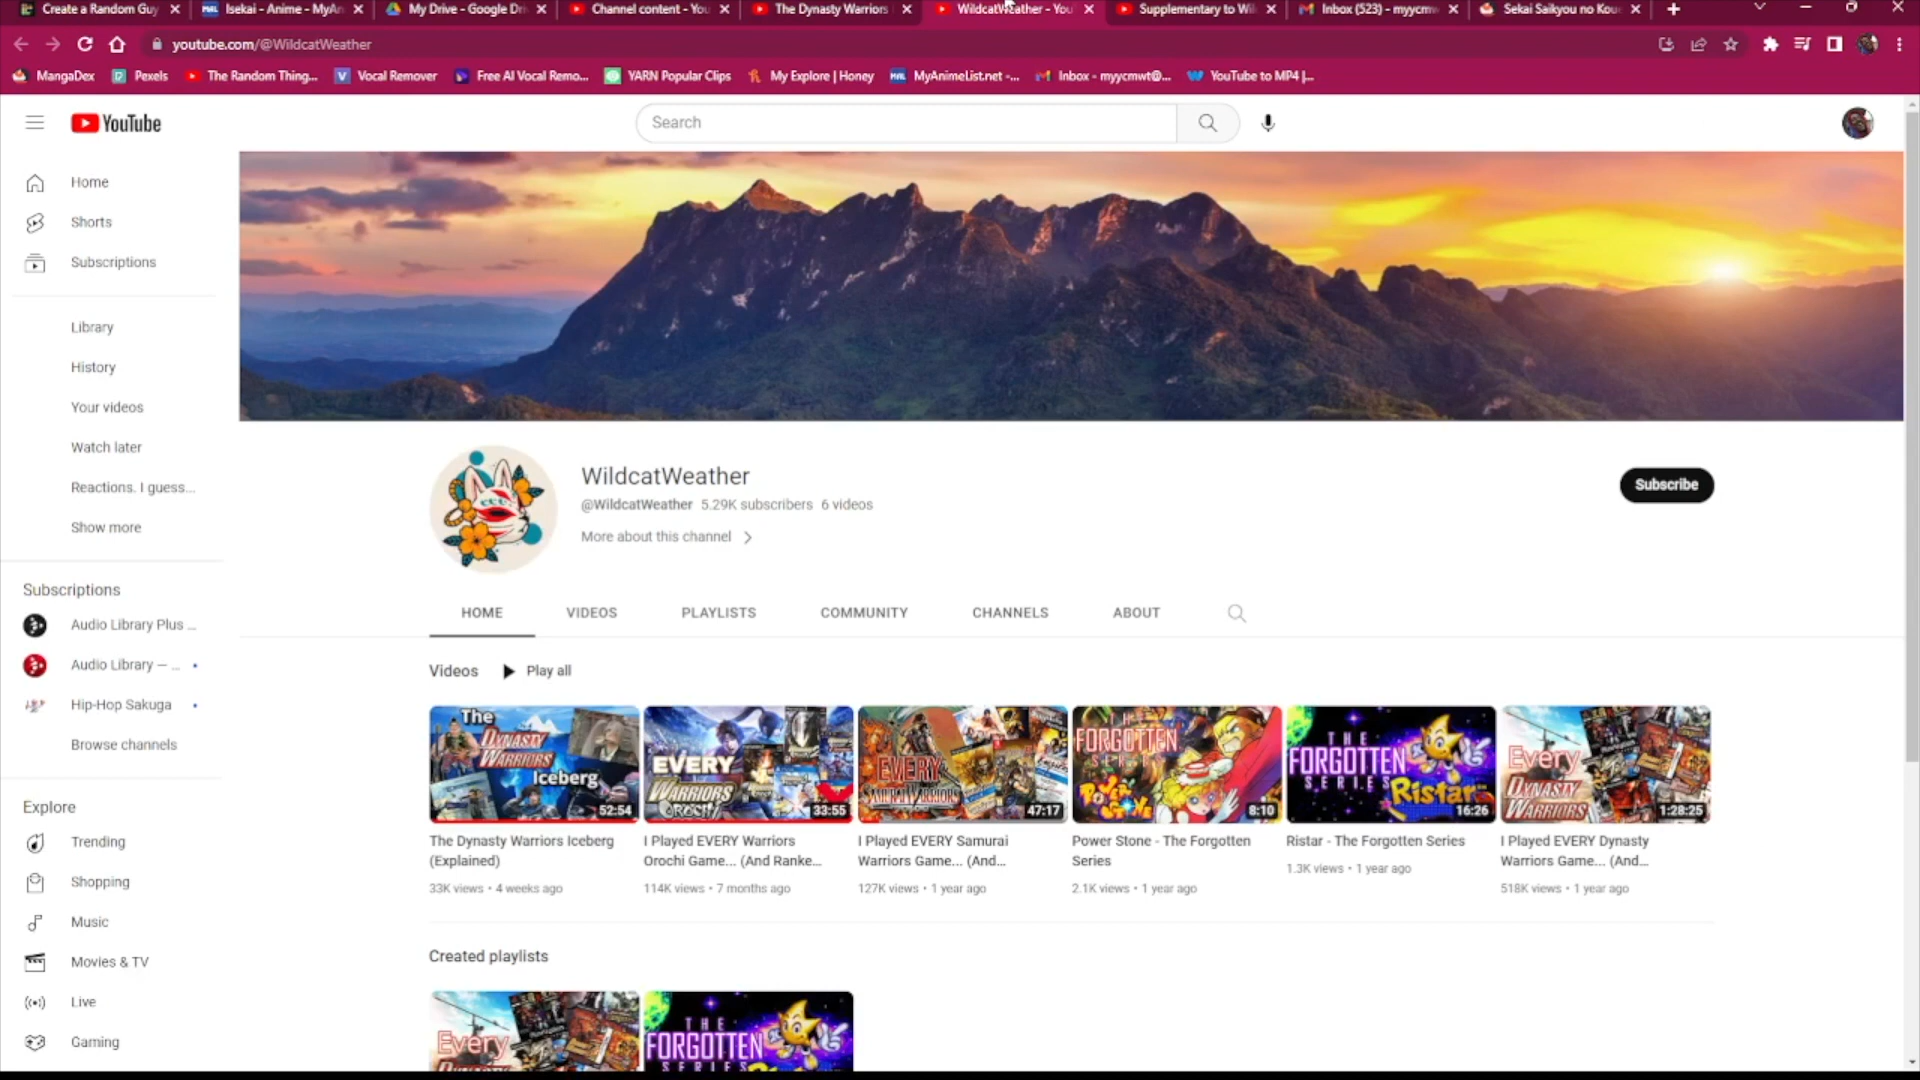 Create a Random Guy
Isekai - Anime - MyAn
My Drive - Google Dri
Channel content - You
The Dynasty Warriors
WildcatWeather - You
Supplementary to Wi
Inbox (523) - myycmw
Sekai Saikyou no Kou
youtube.com/@WildcatWeather
MangaDex
Pexels
The Random Thing...
Vocal Remover
Free AI Vocal Remo...
YARN Popular Clips
My Explore | Honey
MyAnimeList.net -...
Inbox - myycmwt@...
YouTube to MP4 |...
YouTube
Search
Home
Shorts
Subscriptions
Library
History
Your videos
Watch later
Reactions. I guess...
Show more
Subscriptions
Audio Library Plus ...
Audio Library — ...
Hip-Hop Sakuga
Browse channels
Explore
Trending
Shopping
Music
Movies & TV
Live
Gaming
WildcatWeather
@WildcatWeather 5.29K subscribers 6 videos
More about this channel
Subscribe
HOME
VIDEOS
PLAYLISTS
COMMUNITY
CHANNELS
ABOUT
Videos
Play all
The
DYNASTY
WARRIORS
Iceberg
52:54
The Dynasty Warriors Iceberg
(Explained)
33K views • 4 weeks ago
EVERY
WARRIORS
OROCHI
33:55
I Played EVERY Warriors
Orochi Game... (And Ranke...
114K views • 7 months ago
EVERY
SAMURAI WARRIORS
47:17
I Played EVERY Samurai
Warriors Game... (And...
127K views • 1 year ago
THE
FORGOTTEN
SERIES
POWER
STONE
8:10
Power Stone - The Forgotten
Series
2.1K views • 1 year ago
THE
FORGOTTEN
SERIES
Ristar
16:26
Ristar - The Forgotten Series
1.3K views • 1 year ago
Every
DYNASTY
WARRIORS
1:28:25
I Played EVERY Dynasty
Warriors Game... (And...
518K views • 1 year ago
Created playlists
Every
THE
FORGOTTEN
SERIES